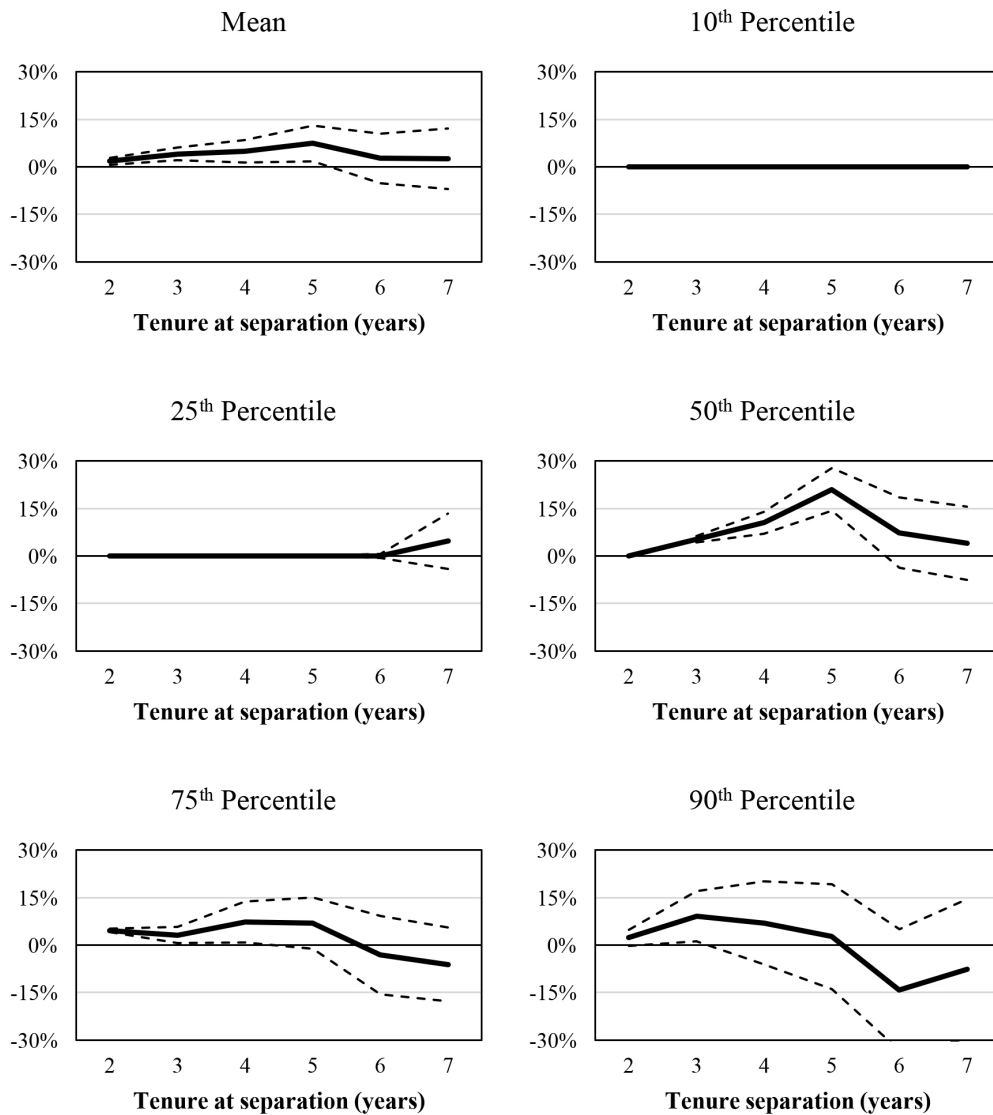 Mean
30%
15%
0%
-15%
-30%
2 3 4 5 6 7
Tenure at separation (years)
10th Percentile
30%
15%
0%
-15%
-30%
2 3 4 5 6 7
Tenure at separation (years)
25th Percentile
30%
15%
0%
-15%
-30%
2 3 4 5 6 7
Tenure at separation (years)
50th Percentile
30%
15%
0%
-15%
-30%
2 3 4 5 6 7
Tenure at separation (years)
75th Percentile
30%
15%
0%
-15%
-30%
2 3 4 5 6 7
Tenure at separation (years)
90th Percentile
30%
15%
0%
-15%
-30%
2 3 4 5 6 7
Tenure separation (years)